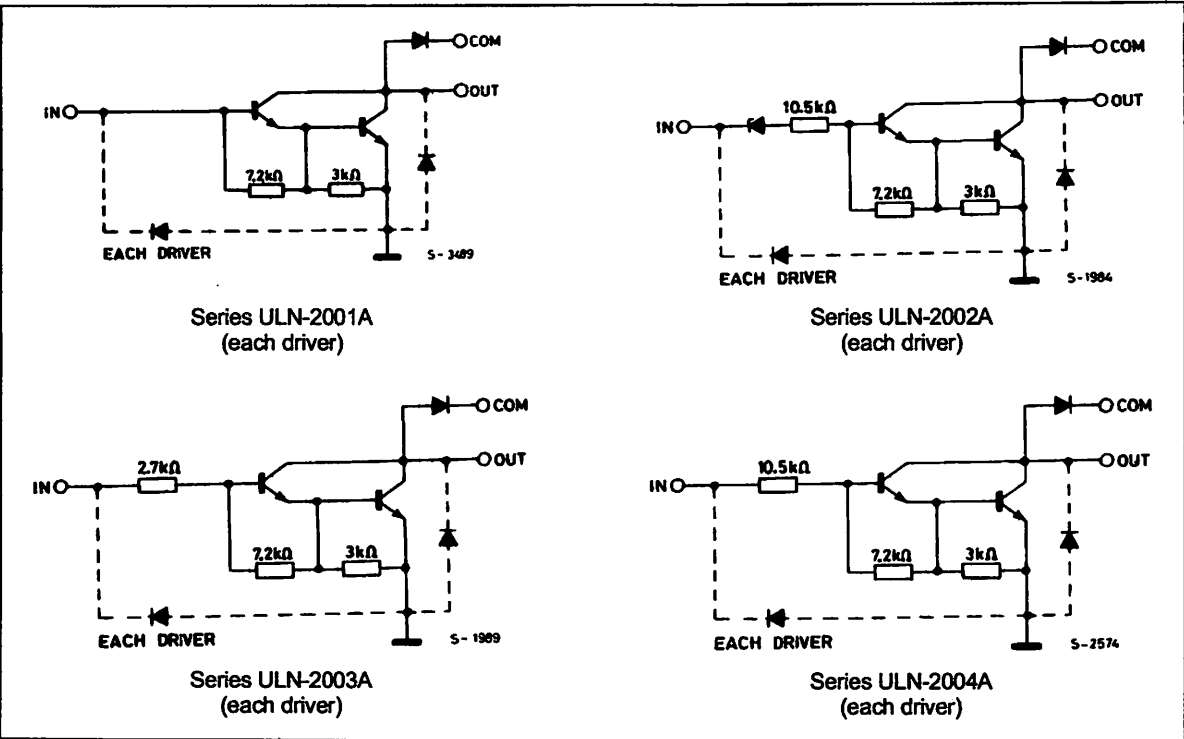 COM
IN
OUT
7.2kΩ
3kΩ
EACH DRIVER
S-3489
Series ULN-2001A
(each driver)
COM
10.5kΩ
OUT
IN
7.2kΩ
3kΩ
EACH DRIVER
S-1984
Series ULN-2002A
(each driver)
COM
2.7kΩ
OUT
IN
7.2kΩ
3kΩ
EACH DRIVER
S-1989
Series ULN-2003A
(each driver)
COM
10.5kΩ
OUT
IN
7.2kΩ
3kΩ
EACH DRIVER
S-2574
Series ULN-2004A
(each driver)